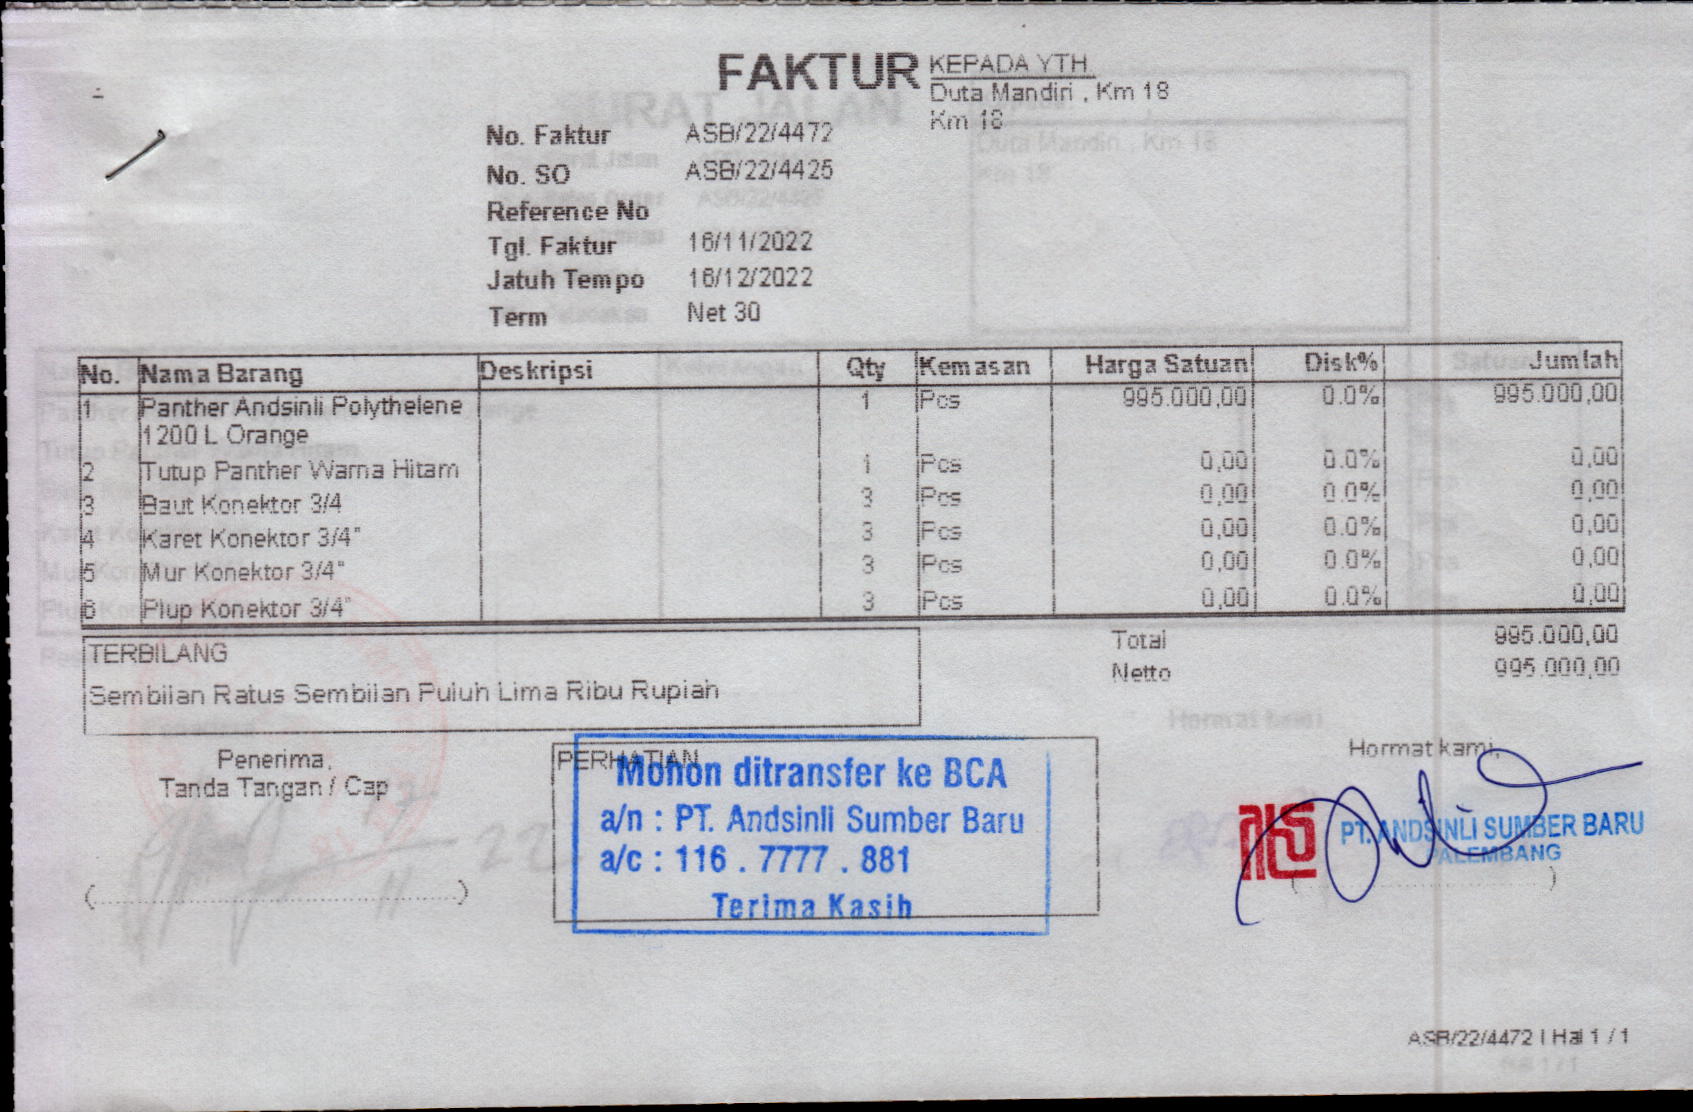 FAKTUR
KEPADA YTH
Duta Mandiri , Km 18
Km 18
No. Faktur ASB/22/4472
No. SO ASB/22/4425
Reference No
Tgl. Faktur 16/11/2022
Jatuh Tempo 16/12/2022
Term Net 30
No. Nama Barang Deskripsi Qty Kemasan Harga Satuan Disk% Jumlah
1 Panther Andsinli Polythelene 1 Pcs 995.000,00 0.0% 995.000,00
1200 L Orange
2 Tutup Panther Warna Hitam 1 Pcs 0,00 0.0% 0,00
3 Baut Konektor 3/4 3 Pcs 0,00 0.0% 0,00
4 Karet Konektor 3/4" 3 Pcs 0,00 0.0% 0,00
5 Mur Konektor 3/4" 3 Pcs 0,00 0.0% 0,00
6 Plup Konektor 3/4" 3 Pcs 0,00 0.0% 0,00
TERBILANG
Sembilan Ratus Sembilan Puluh Lima Ribu Rupiah
Total 995.000,00
Netto 995.000,00
Penerima,
Tanda Tangan / Cap
PERHATIAN
Mohon ditransfer ke BCA
a/n : PT. Andsinli Sumber Baru
a/c : 116 . 7777 . 881
Terima Kasih
Hormat kami,
PT. ANDSINLI SUMBER BARU
PALEMBANG
ASB/22/4472 | Hal 1 / 1